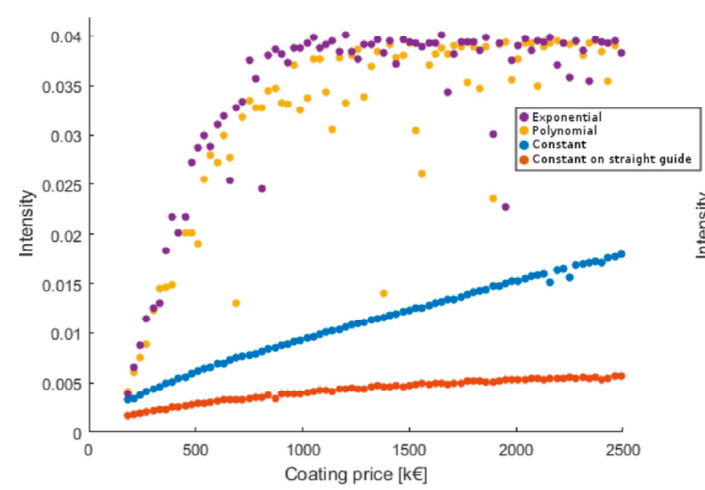 0.04
0.035
0.03
0.025
0.02
0.015
0.01
0.005
0
Intensity
Exponential
Polynomial
Constant
Constant on straight guide
0 500 1000 1500 2000 2500
Coating price [k€]
Intensity